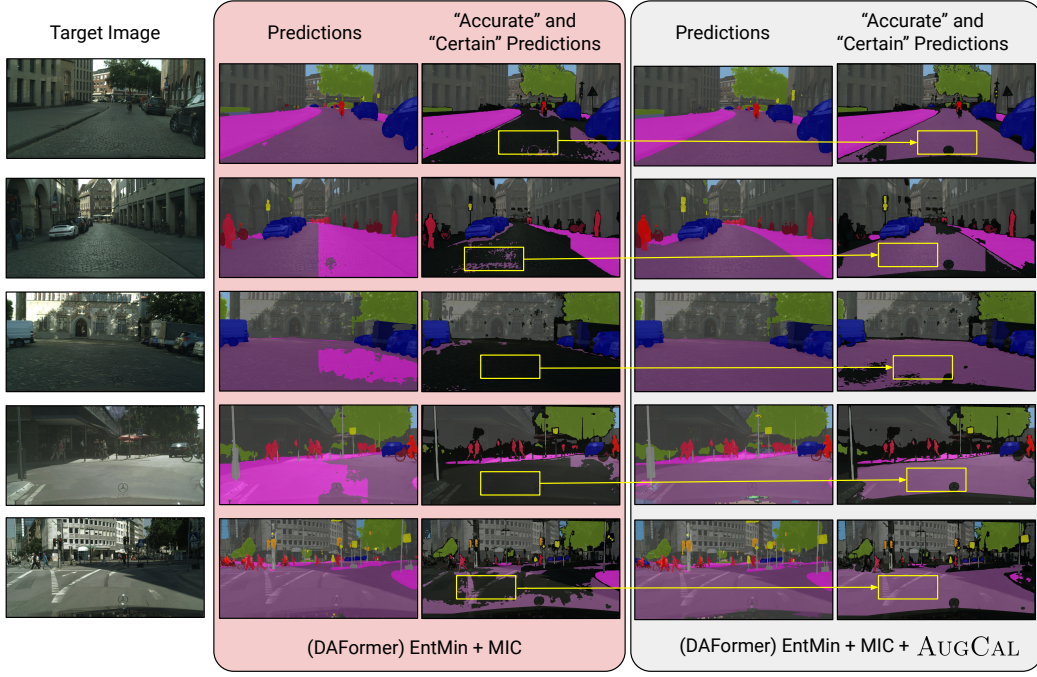 Target Image
Predictions
“Accurate” and
“Certain” Predictions
Predictions
“Accurate” and
“Certain” Predictions
(DAFormer) EntMin + MIC
(DAFormer) EntMin + MIC + AUGCAL